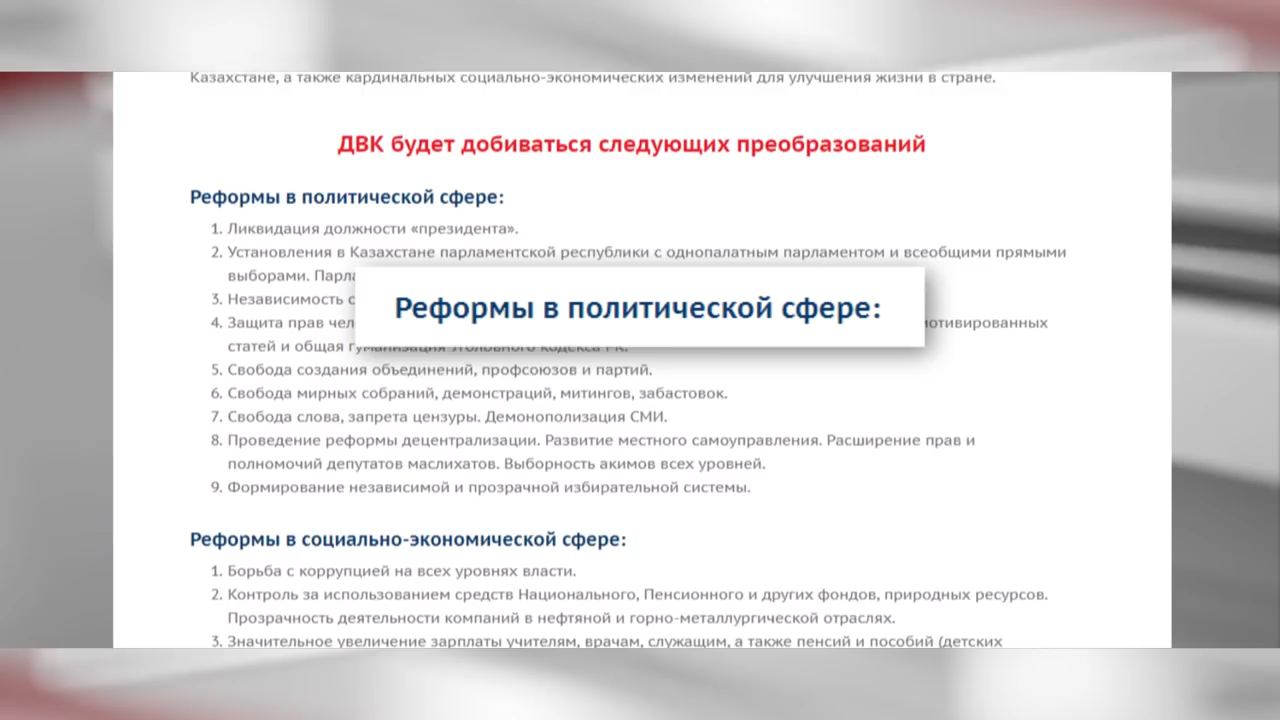 Казахстане, а также кардинальных социально-экономических изменений для улучшения жизни в стране.
ДВК будет добиваться следующих преобразований
Реформы в политической сфере:
1. Ликвидация должности «президента».
2. Установления в Казахстане парламентской республики с однопалатным парламентом и всеобщими прямыми
выборами.
3. Независимость
Реформы в политической сфере:
4. Защита прав
статей и общая гуманизация Уголовного кодекса РК.
5. Свобода создания объединений, профсоюзов и партий.
6. Свобода мирных собраний, демонстраций, митингов, забастовок.
7. Свобода слова, запрета цензуры. Демонополизация СМИ.
8. Проведение реформы децентрализации. Развитие местного самоуправления. Расширение прав и
полномочий депутатов маслихатов. Выборность акимов всех уровней.
9. Формирование независимой и прозрачной избирательной системы.
Реформы в социально-экономической сфере:
1. Борьба с коррупцией на всех уровнях власти.
2. Контроль за использованием средств Национального, Пенсионного и других фондов, природных ресурсов.
Прозрачность деятельности компаний в нефтяной и горно-металлургической отраслях.
3. Значительное увеличение зарплаты учителям, врачам, служащим, а также пенсий и пособий (детских